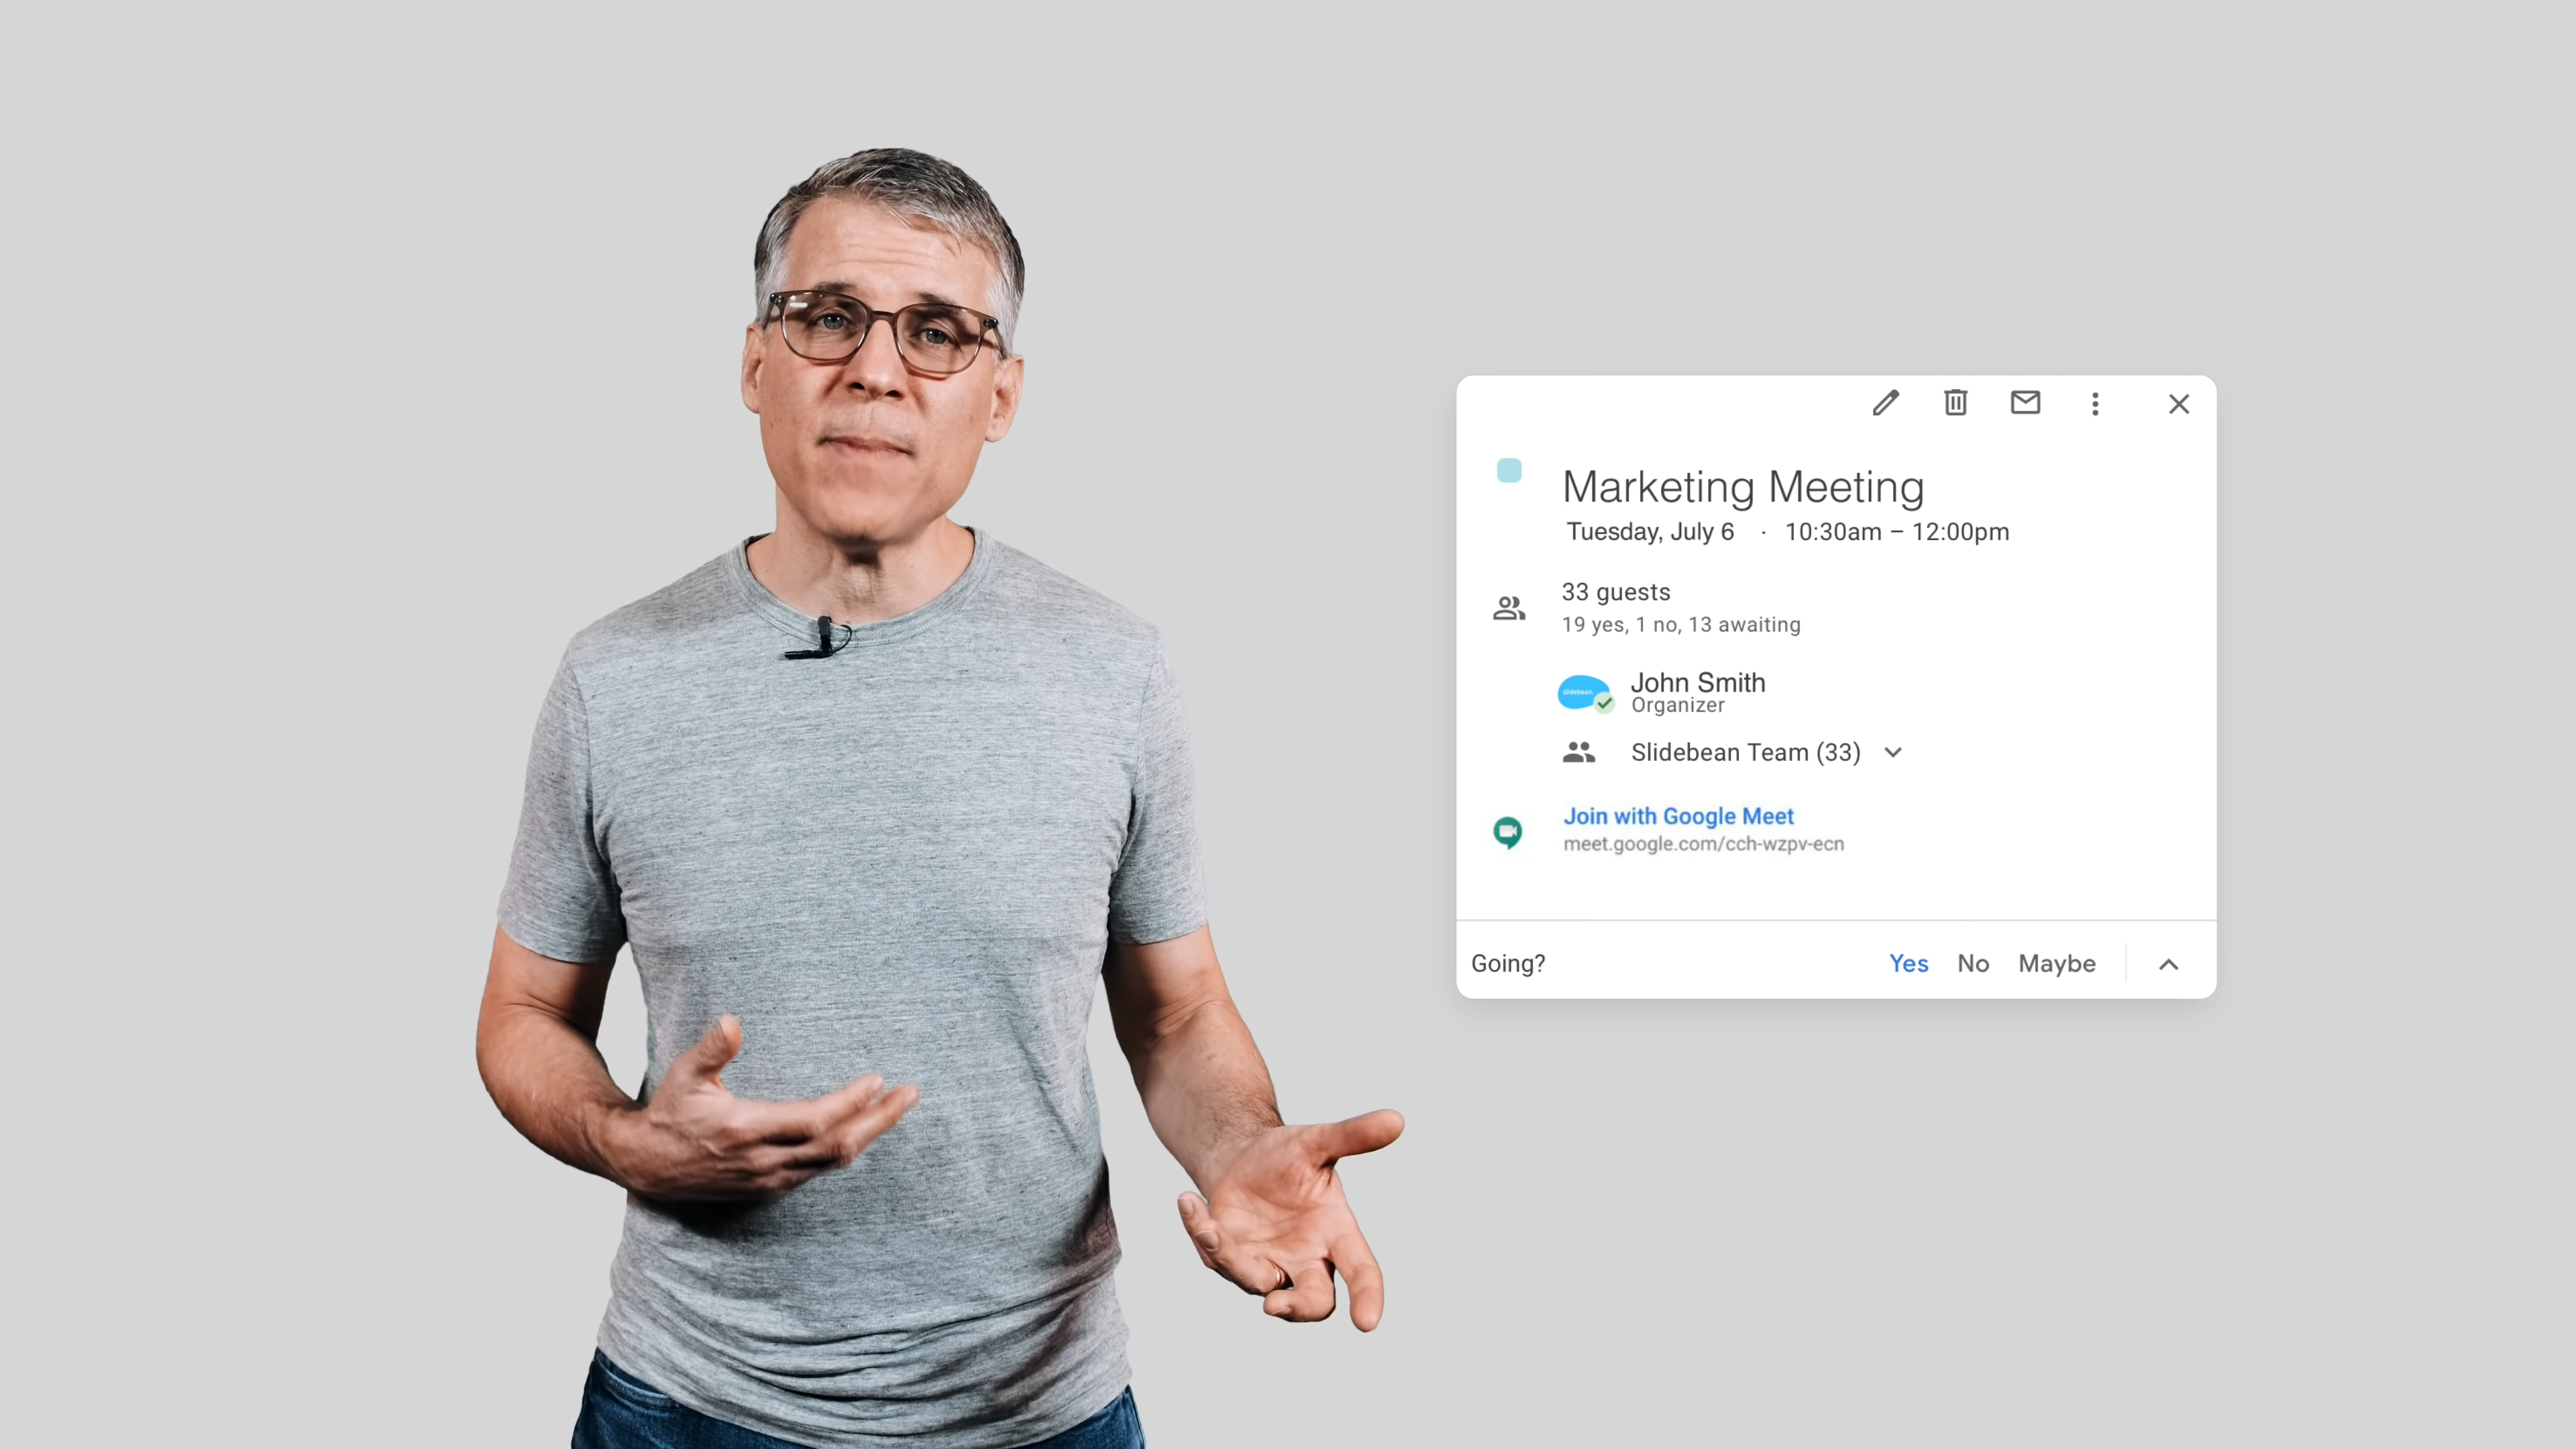 Marketing Meeting
Tuesday, July 6 · 10:30am – 12:00pm
33 guests
19 yes, 1 no, 13 awaiting
slidebean.
John Smith
Organizer
Slidebean Team (33)
Join with Google Meet
meet.google.com/cch-wzpv-ecn
Going? Yes No Maybe